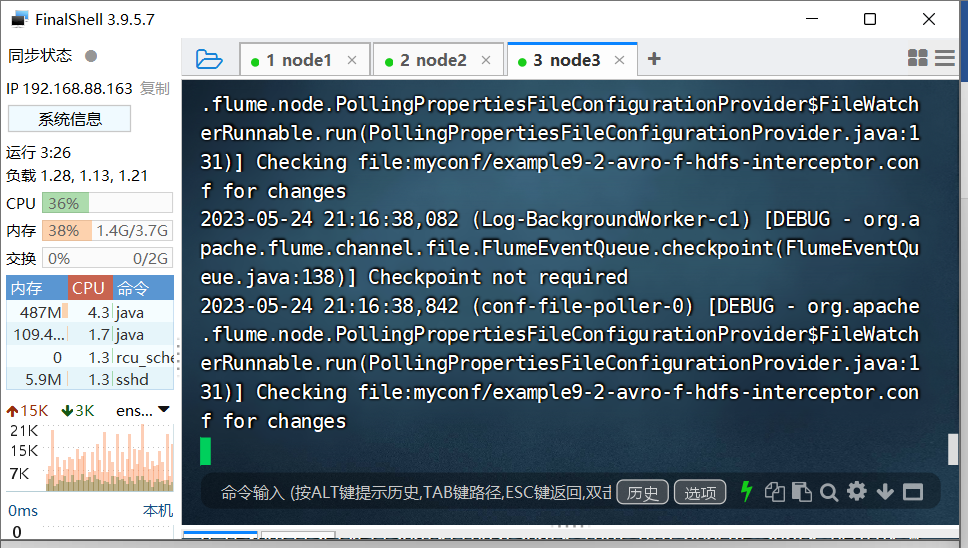 FinalShell 3.9.5.7
同步状态
IP 192.168.88.163 复制
系统信息
运行 3:26
负载 1.28, 1.13, 1.21
CPU 36%
内存 38% 1.4G/3.7G
交换 0% 0/2G
内存 CPU 命令
487M 4.3 java
109.4... 1.7 java
0 1.3 rcu_sche
5.9M 1.3 sshd
15K 3K ens...
21K
15K
7K
0ms 本机
0
1 node1
2 node2
3 node3
.flume.node.PollingPropertiesFileConfigurationProvider$FileWatch
erRunnable.run(PollingPropertiesFileConfigurationProvider.java:1
31)] Checking file:myconf/example9-2-avro-f-hdfs-interceptor.con
f for changes
2023-05-24 21:16:38,082 (Log-BackgroundWorker-c1) [DEBUG - org.a
pache.flume.channel.file.FlumeEventQueue.checkpoint(FlumeEventQu
eue.java:138)] Checkpoint not required
2023-05-24 21:16:38,842 (conf-file-poller-0) [DEBUG - org.apache
.flume.node.PollingPropertiesFileConfigurationProvider$FileWatch
erRunnable.run(PollingPropertiesFileConfigurationProvider.java:1
31)] Checking file:myconf/example9-2-avro-f-hdfs-interceptor.con
f for changes
命令输入 (按ALT键提示历史,TAB键路径,ESC键返回,双击 历史 选项